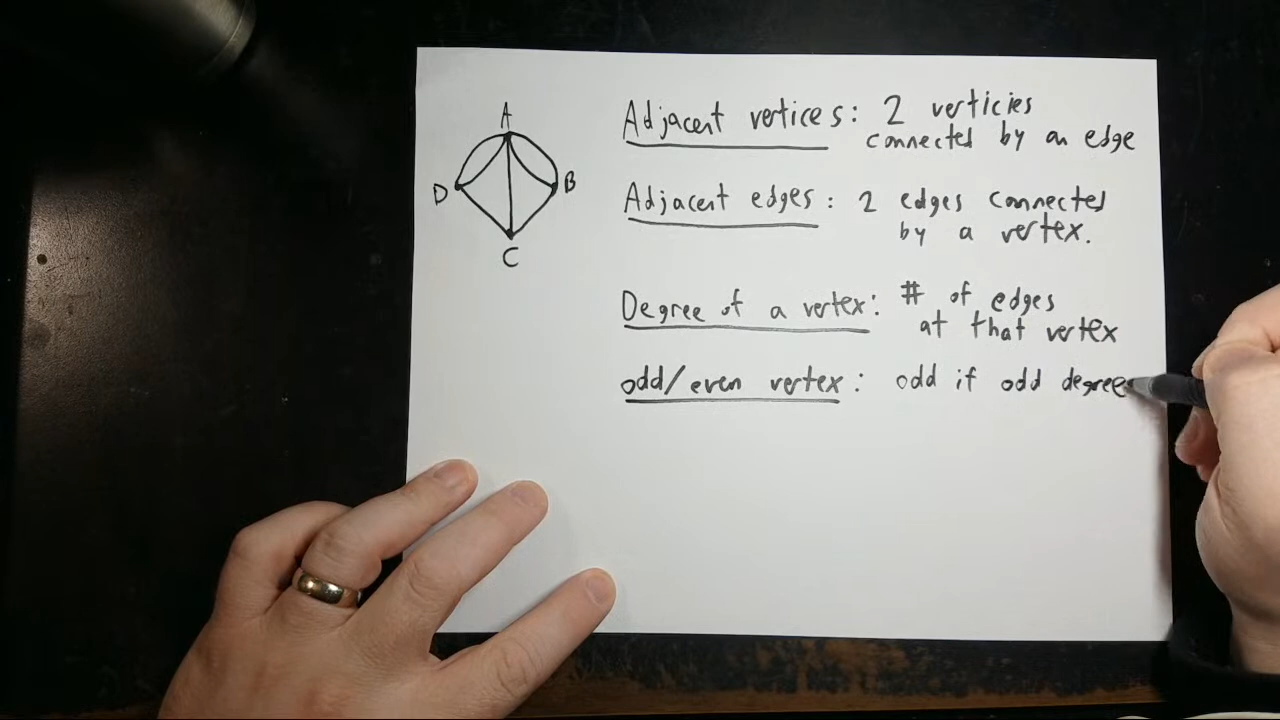 A
D
B
C
Adjacent vertices: 2 verticies
connected by an edge
Adjacent edges: 2 edges connected
by a vertex.
Degree of a vertex: # of edges
at that vertex
odd/even vertex: odd if odd degree